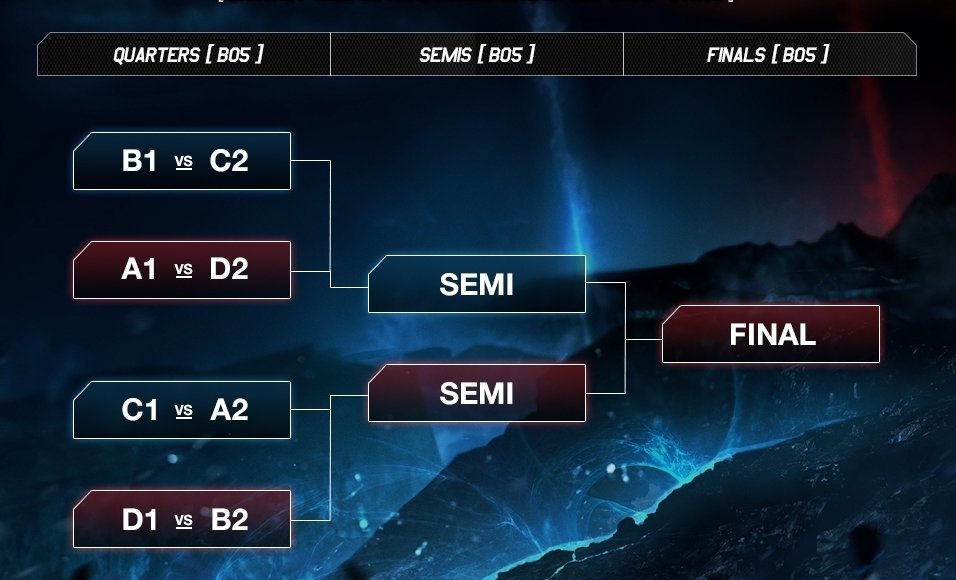 QUARTERS [ BO5 ]
SEMIS [ BO5 ]
FINALS [ BO5 ]
B1 vs C2
A1 vs D2
SEMI
FINAL
SEMI
C1 vs A2
D1 vs B2